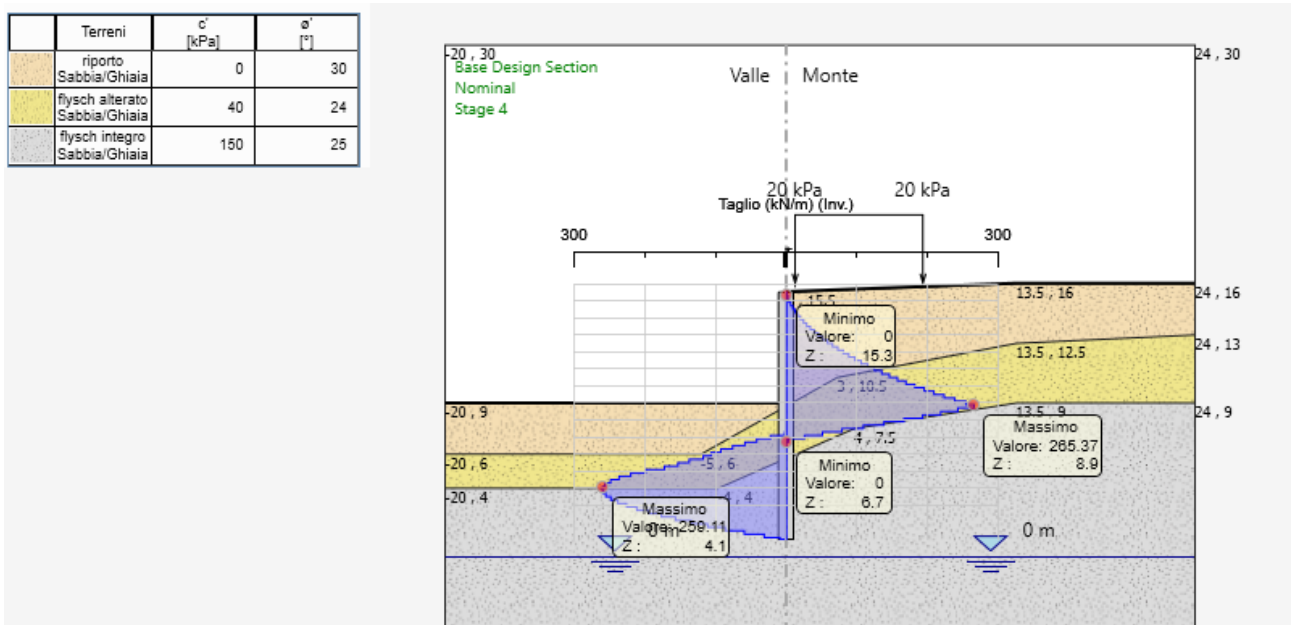 Terreni c' ø'
[kPa] [°]
riporto
Sabbia/Ghiaia 0 30
flysch alterato
Sabbia/Ghiaia 40 24
flysch integro
Sabbia/Ghiaia 150 25
-20 , 30
24 , 30
Base Design Section
Nominal
Stage 4
Valle
Monte
20 kPa
20 kPa
Taglio (kN/m) (Inv.)
300
300
15.5
13.5 , 16
24 , 16
Minimo
Valore: 0
Z : 15.3
13.5 , 12.5
24 , 13
3 , 10.5
-20 , 9
13.5 , 9
24 , 9
Massimo
Valore: 265.37
Z : 8.9
4 , 7.5
-20 , 6
-5 , 6
Minimo
Valore: 0
Z : 6.7
-20 , 4
-4 , 4
Massimo
Valore: 259.11
Z : 4.1
0 m
0 m